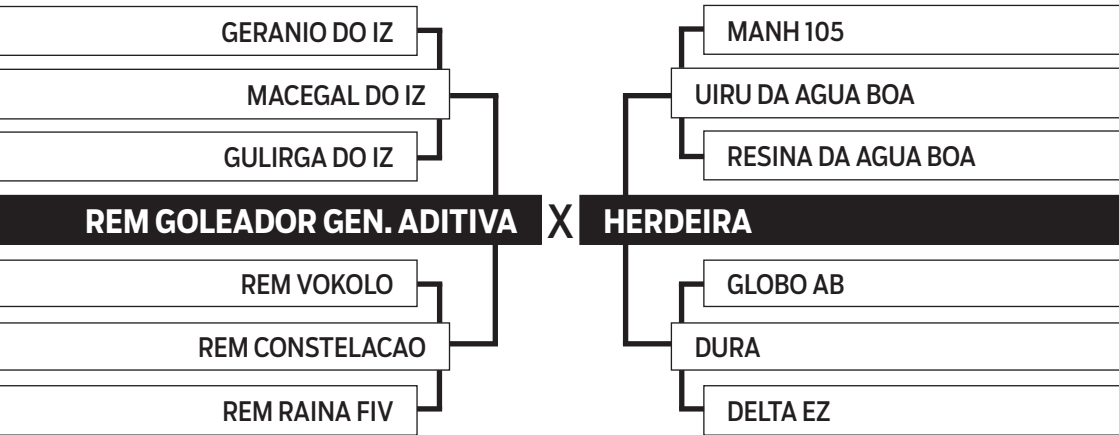 GERANIO DO IZ
MACEGAL DO IZ
GULIRGA DO IZ
REM GOLEADOR GEN. ADITIVA X HERDEIRA
REM VOKOLO
REM CONSTELACAO
REM RAINA FIV
MANH 105
UIRU DA AGUA BOA
RESINA DA AGUA BOA
GLOBO AB
DURA
DELTA EZ